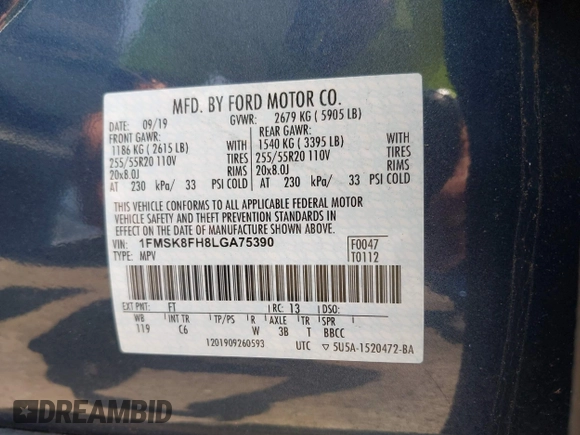 MFD. BY FORD MOTOR CO.
DATE: 09/19 GVWR: 2679 KG ( 5905 LB)
FRONT GAWR: REAR GAWR:
1186 KG ( 2615 LB) WITH 1540 KG ( 3395 LB) WITH
255/55R20 110V TIRES 255/55R20 110V TIRES
20x8.0J RIMS 20x8.0J RIMS
AT 230 kPa/ 33 PSI COLD AT 230 kPa/ 33 PSI COLD
THIS VEHICLE CONFORMS TO ALL APPLICABLE FEDERAL MOTOR
VEHICLE SAFETY AND THEFT PREVENTION STANDARDS IN
EFFECT ON THE DATE OF MANUFACTURE SHOWN ABOVE.
VIN: 1FMSK8FH8LGA75390 F0047
TYPE: MPV T0112
EXT PNT: FT RC: 13 DSO:
WB INT TR TP/PS R AXLE TR SPR
119 C6 W 3B T BBCC
1201909260593 UTC ▽ 5U5A-1520472-BA
DREAMBID